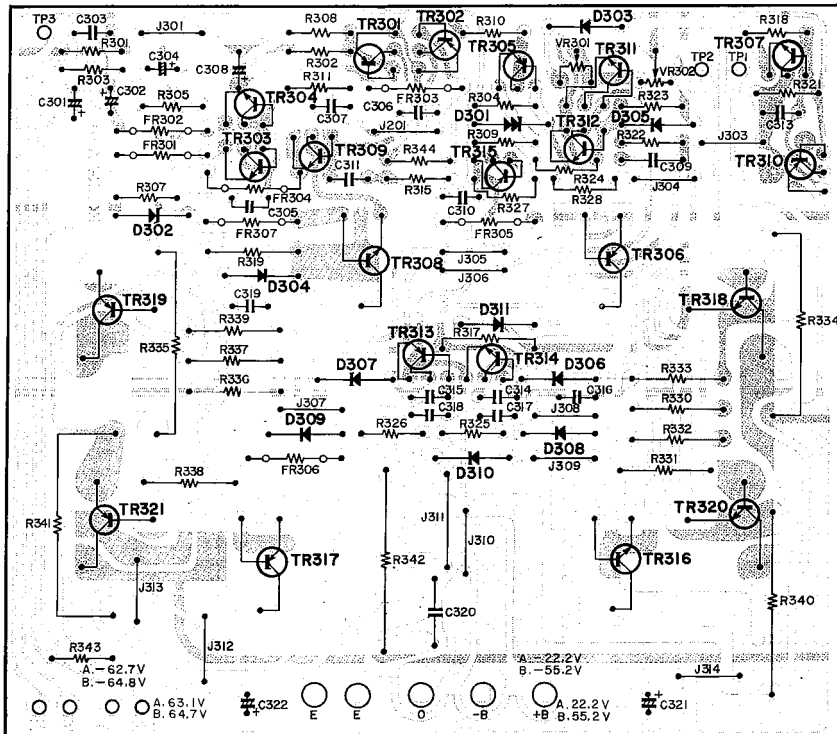 TP3 C303 J301 R308 TR301 TR302 R310 D303 TR307 R318
R301 C304 C308 R302 TR305 VR301 TR311 VR302 TP2 TP1
R303 R311 R321
C301 C302 R305 TR304 C307 C306 FR303 R304 R323 C313
FR302 J201 D301 TR312 D305
FR301 TR303 TR309 R344 R309 R322 J303 TR310
C311 R315 TR315 R324 C309 J304
R307 FR304 C310 R327 R328
D302 C305 FR305
FR307
R319 TR308 J305 TR306
D304 J306
TR319 C319 D311 TR318 R334
R339 R317
R335 R337 TR313 TR314
D307 D306 R333
R336 C315 C314 C316
J307 C318 C317 J308 R330
D309 R326 R325 D308 R332
FR306 D310 J309 R331
R338
R341 TR321 J311 J310 TR320
TR317 R342 TR316
J313 R340
C320
J312
R343
A.-62.7V
B.-64.8V
A.-22.2V
B.-55.2V
J314
A. 63.1V
B. 64.7V
C322 E E O -B +B
A.22.2V
B.55.2V
C321